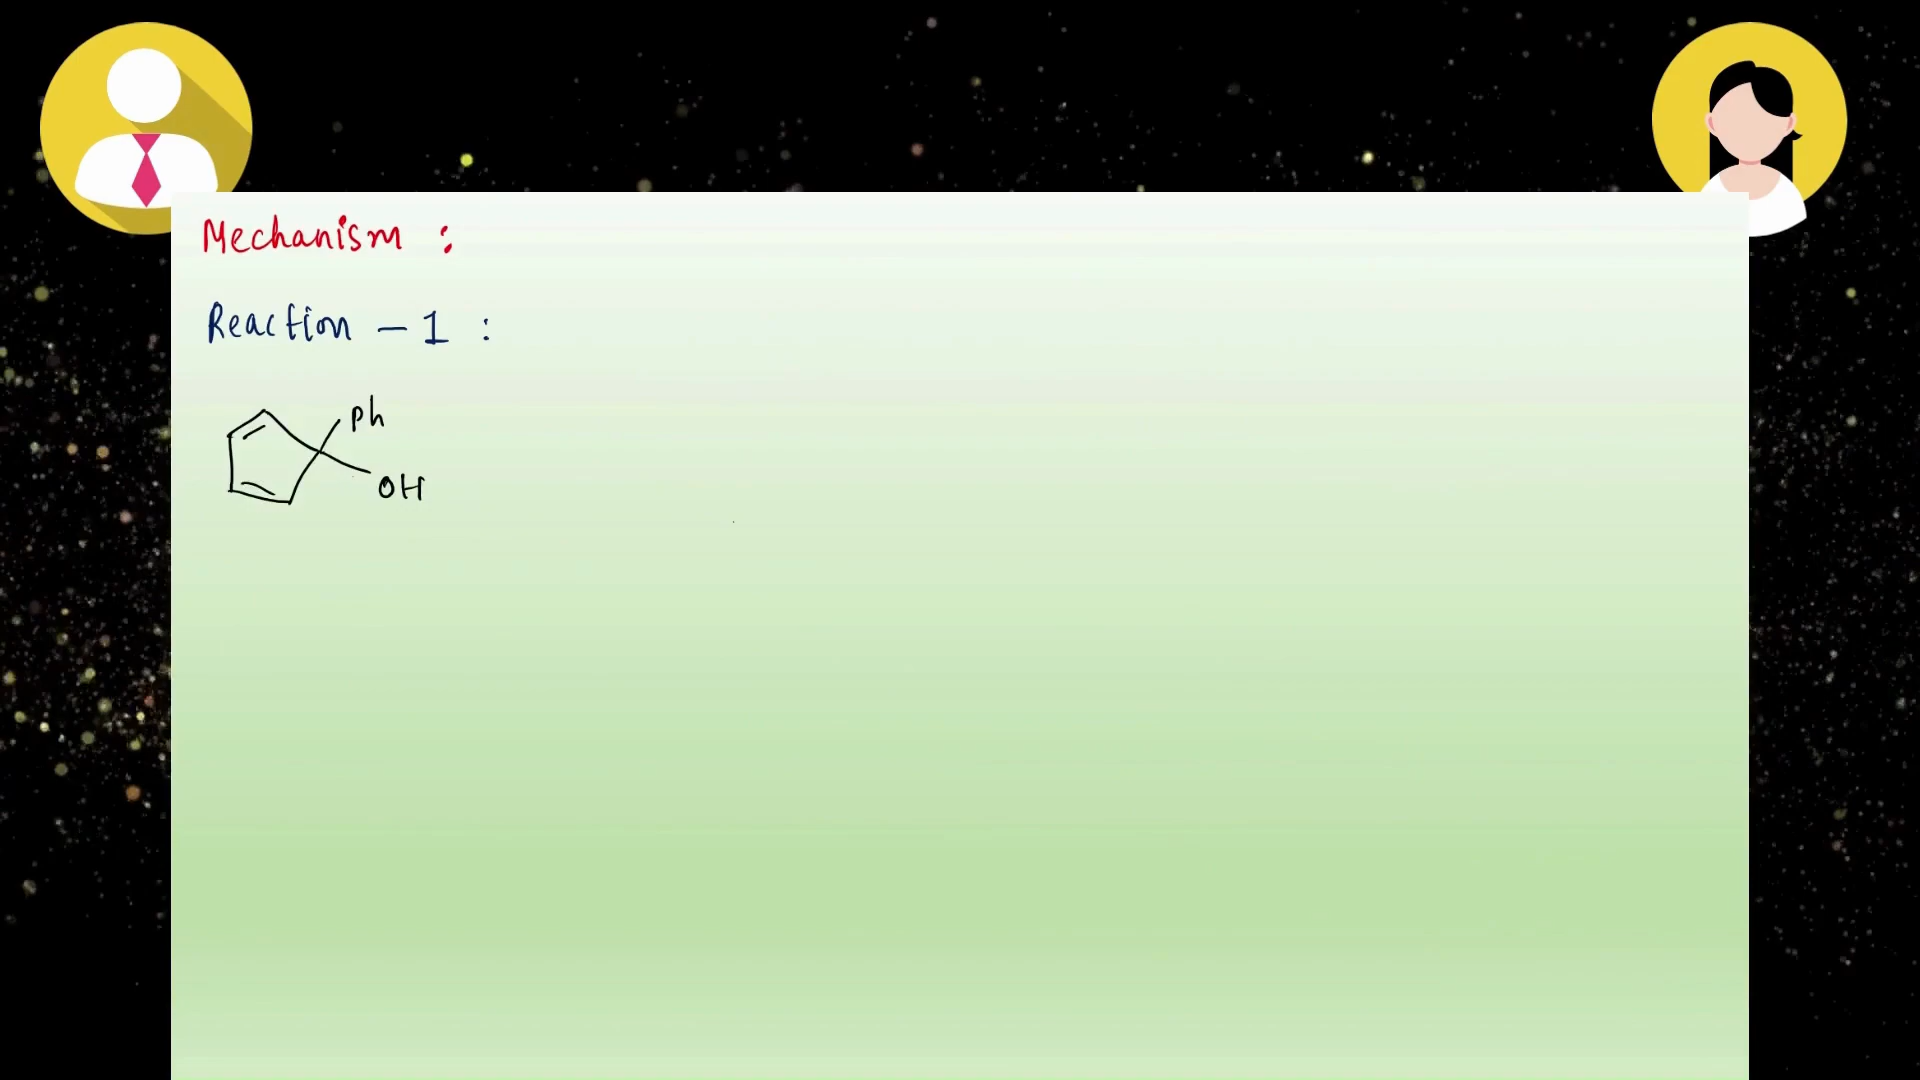 Mechanism :
Reaction - 1 :
Ph
OH